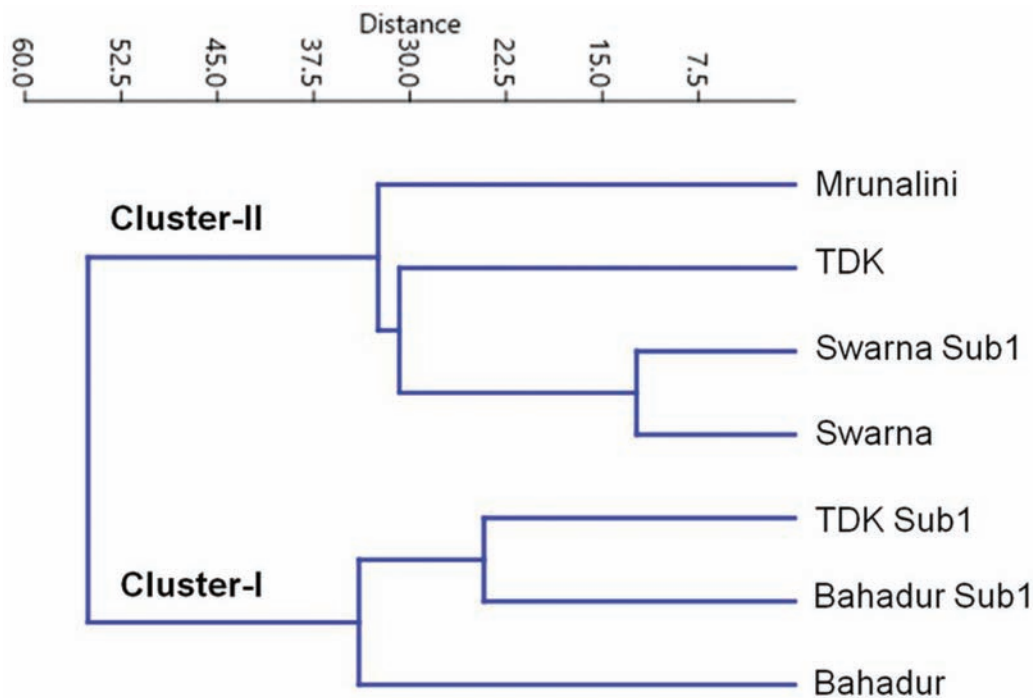 Distance
60.0 52.5 45.0 37.5 30.0 22.5 15.0 7.5
Mrunalini
Cluster-II
TDK
Swarna Sub1
Swarna
TDK Sub1
Cluster-I
Bahadur Sub1
Bahadur